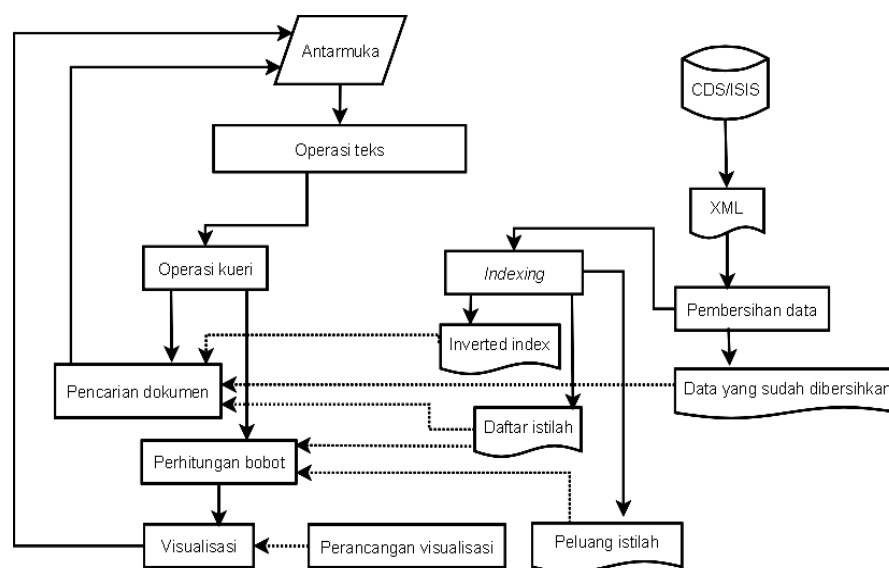 Antarmuka
CDS/ISIS
Operasi teks
XML
Operasi kueri
Indexing
Pembersihan data
Inverted index
Pencarian dokumen
Data yang sudah dibersihkan
Daftar istilah
Perhitungan bobot
Visualisasi
Perancangan visualisasi
Peluang istilah